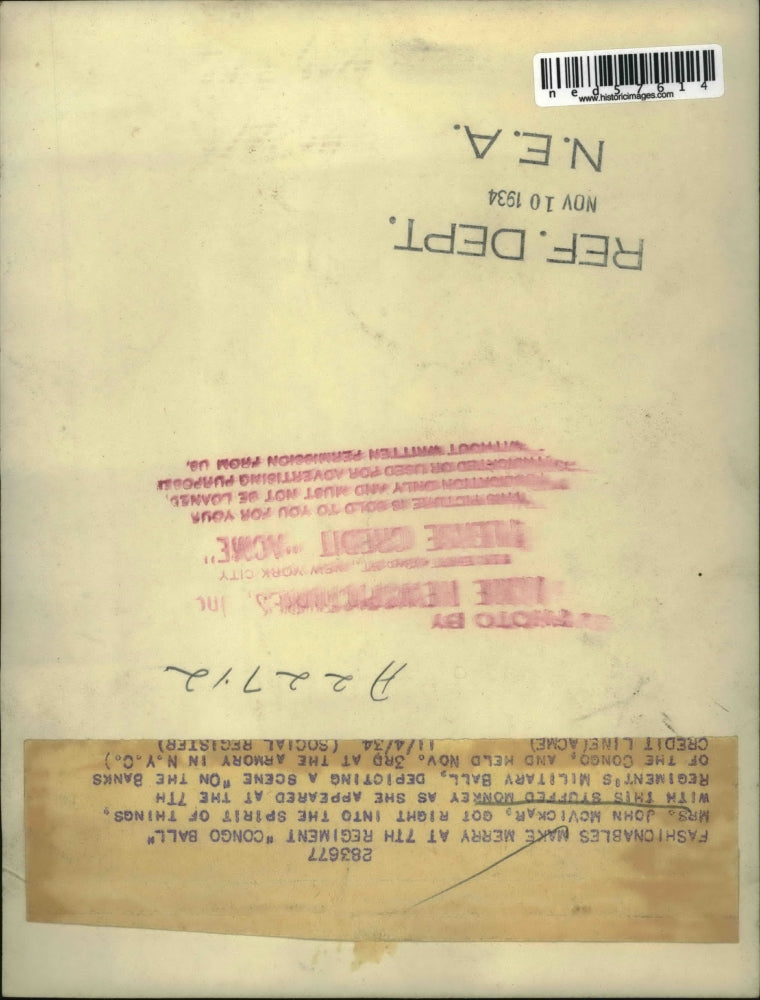 283677
FASHIONABLES MAKE MERRY AT 7TH REGIMENT "CONGO BALL"
MRS. JOHN MCVICKAR, GOT RIGHT INTO THE SPIRIT OF THINGS,
WITH THIS STUFFED MONKEY AS SHE APPEARED AT THE 7TH
REGIMENT'S MILITARY BALL, DEPICTING A SCENE "ON THE BANKS
OF THE CONGO, AND HELD NOV. 3RD AT THE ARMORY IN N.Y.C.)
CREDIT LINE(ACME) 11/4/34 (SOCIAL REGISTER)
PHOTO BY
ACME NEWSPICTURES, Inc
NEW YORK CITY
PLEASE CREDIT "ACME"
THIS PICTURE IS SOLD TO YOU FOR YOUR
PUBLICATION ONLY AND MUST NOT BE LOANED,
OR USED FOR ADVERTISING PURPOSES
WITHOUT WRITTEN PERMISSION FROM US.
REF. DEPT.
NOV 10 1934
N.E.A.
ned57614
www.historicimages.com